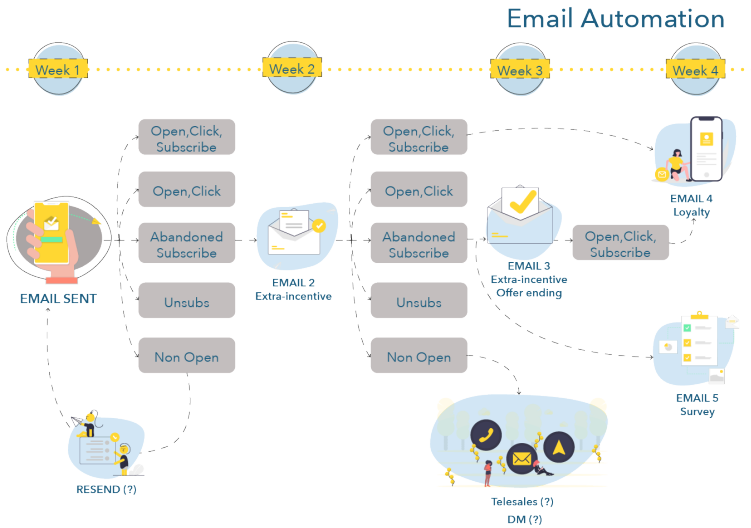 Email Automation
Week 1
Week 2
Week 3
Week 4
Open,Click,
Subscribe
Open,Click
Abandoned
Subscribe
Unsubs
Non Open
EMAIL SENT
RESEND (?)
EMAIL 2
Extra-incentive
Open,Click,
Subscribe
Open,Click
Abandoned
Subscribe
Unsubs
Non Open
EMAIL 3
Extra-incentive
Offer ending
Open,Click,
Subscribe
EMAIL 4
Loyalty
EMAIL 5
Survey
Telesales (?)
DM (?)